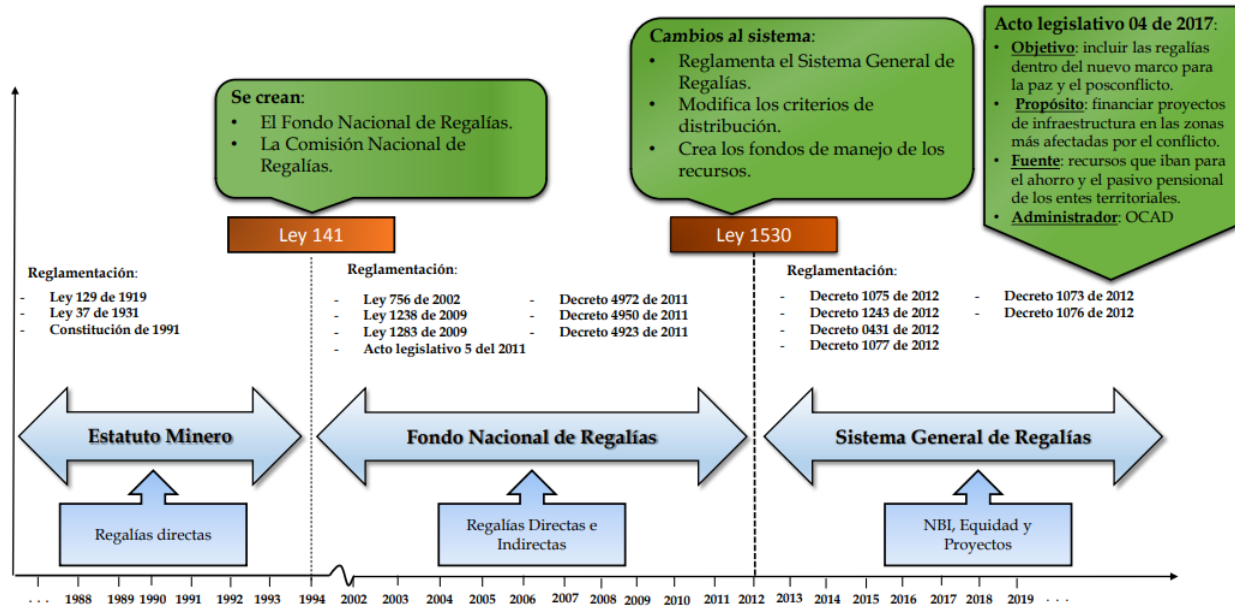 Se crean:
• El Fondo Nacional de Regalías.
• La Comisión Nacional de
Regalías.
Ley 141
Cambios al sistema:
• Reglamenta el Sistema General de
Regalías.
• Modifica los criterios de
distribución.
• Crea los fondos de manejo de los
recursos.
Ley 1530
Acto legislativo 04 de 2017:
• Objetivo: incluir las regalías
dentro del nuevo marco para
la paz y el posconflicto.
• Propósito: financiar proyectos
de infraestructura en las zonas
más afectadas por el conflicto.
• Fuente: recursos que iban para
el ahorro y el pasivo pensional
de los entes territoriales.
• Administrador: OCAD
Reglamentación:
- Ley 129 de 1919
- Ley 37 de 1931
- Constitución de 1991
Reglamentación:
- Ley 756 de 2002
- Ley 1238 de 2009
- Ley 1283 de 2009
- Acto legislativo 5 del 2011
- Decreto 4972 de 2011
- Decreto 4950 de 2011
- Decreto 4923 de 2011
Reglamentación:
- Decreto 1075 de 2012
- Decreto 1243 de 2012
- Decreto 0431 de 2012
- Decreto 1077 de 2012
- Decreto 1073 de 2012
- Decreto 1076 de 2012
Estatuto Minero
Fondo Nacional de Regalías
Sistema General de Regalías
Regalías directas
Regalías Directas e
Indirectas
NBI, Equidad y
Proyectos
. . . 1988 1989 1990 1991 1992 1993 1994 2002 2003 2004 2005 2006 2007 2008 2009 2010 2011 2012 2013 2014 2015 2016 2017 2018 2019 . . .